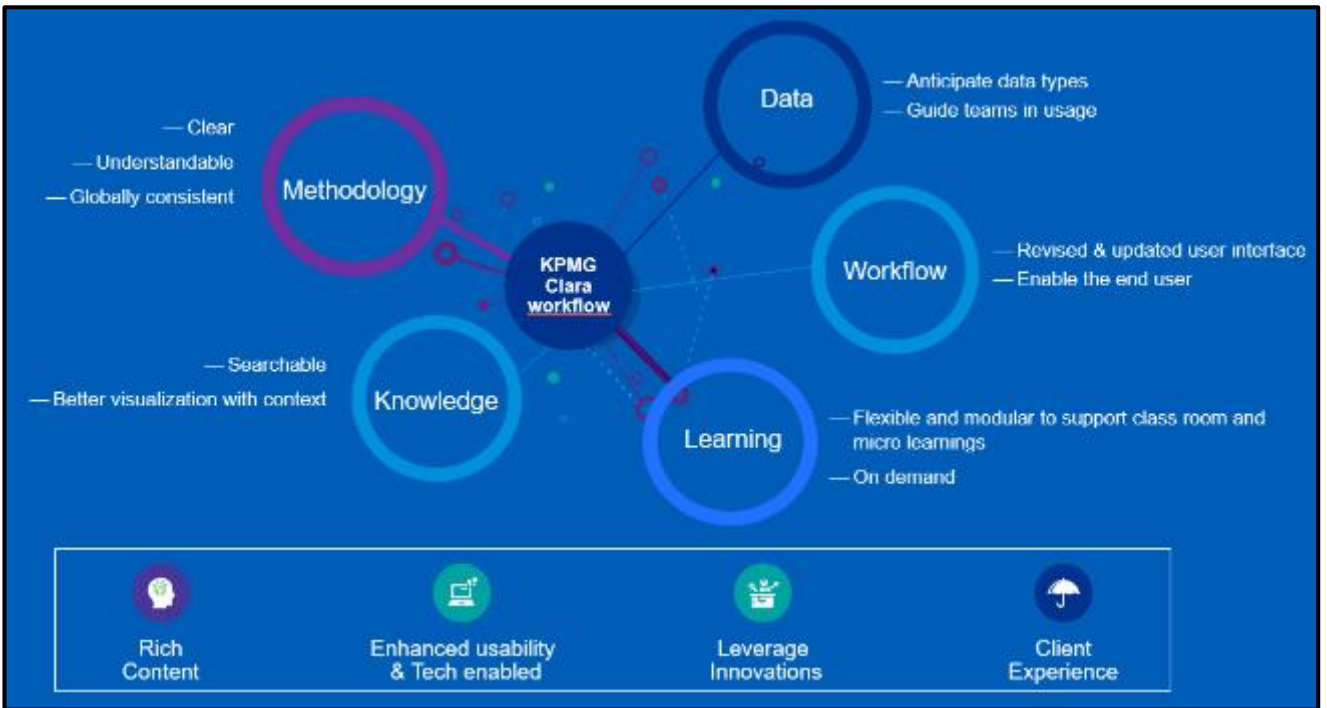 Data
— Anticipate data types
— Guide teams in usage
— Clear
— Understandable
— Globally consistent
Methodology
KPMG
Clara
workflow
Workflow
— Revised & updated user interface
— Enable the end user
— Searchable
— Better visualization with context
Knowledge
Learning
— Flexible and modular to support class room and
micro learnings
— On demand
Rich
Content
Enhanced usability
& Tech enabled
Leverage
Innovations
Client
Experience